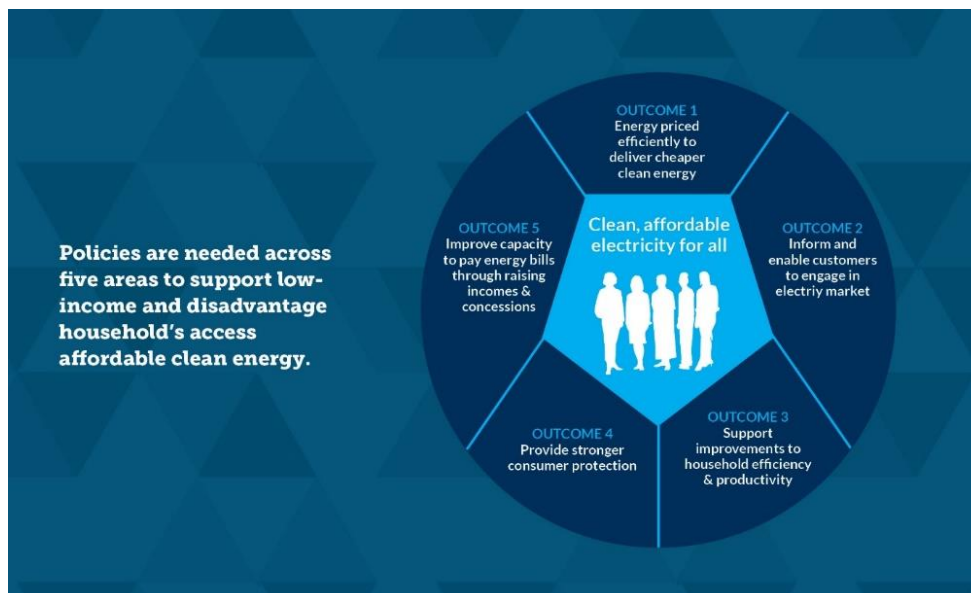 Policies are needed across
five areas to support low-
income and disadvantage
household's access
affordable clean energy.
OUTCOME 1
Energy priced
efficiently to
deliver cheaper
clean energy
Clean, affordable
electricity for all
OUTCOME 2
Inform and
enable customers
to engage in
electriy market
OUTCOME 3
Support
improvements to
household efficiency
& productivity
OUTCOME 4
Provide stronger
consumer protection
OUTCOME 5
Improve capacity
to pay energy bills
through raising
incomes &
concessions